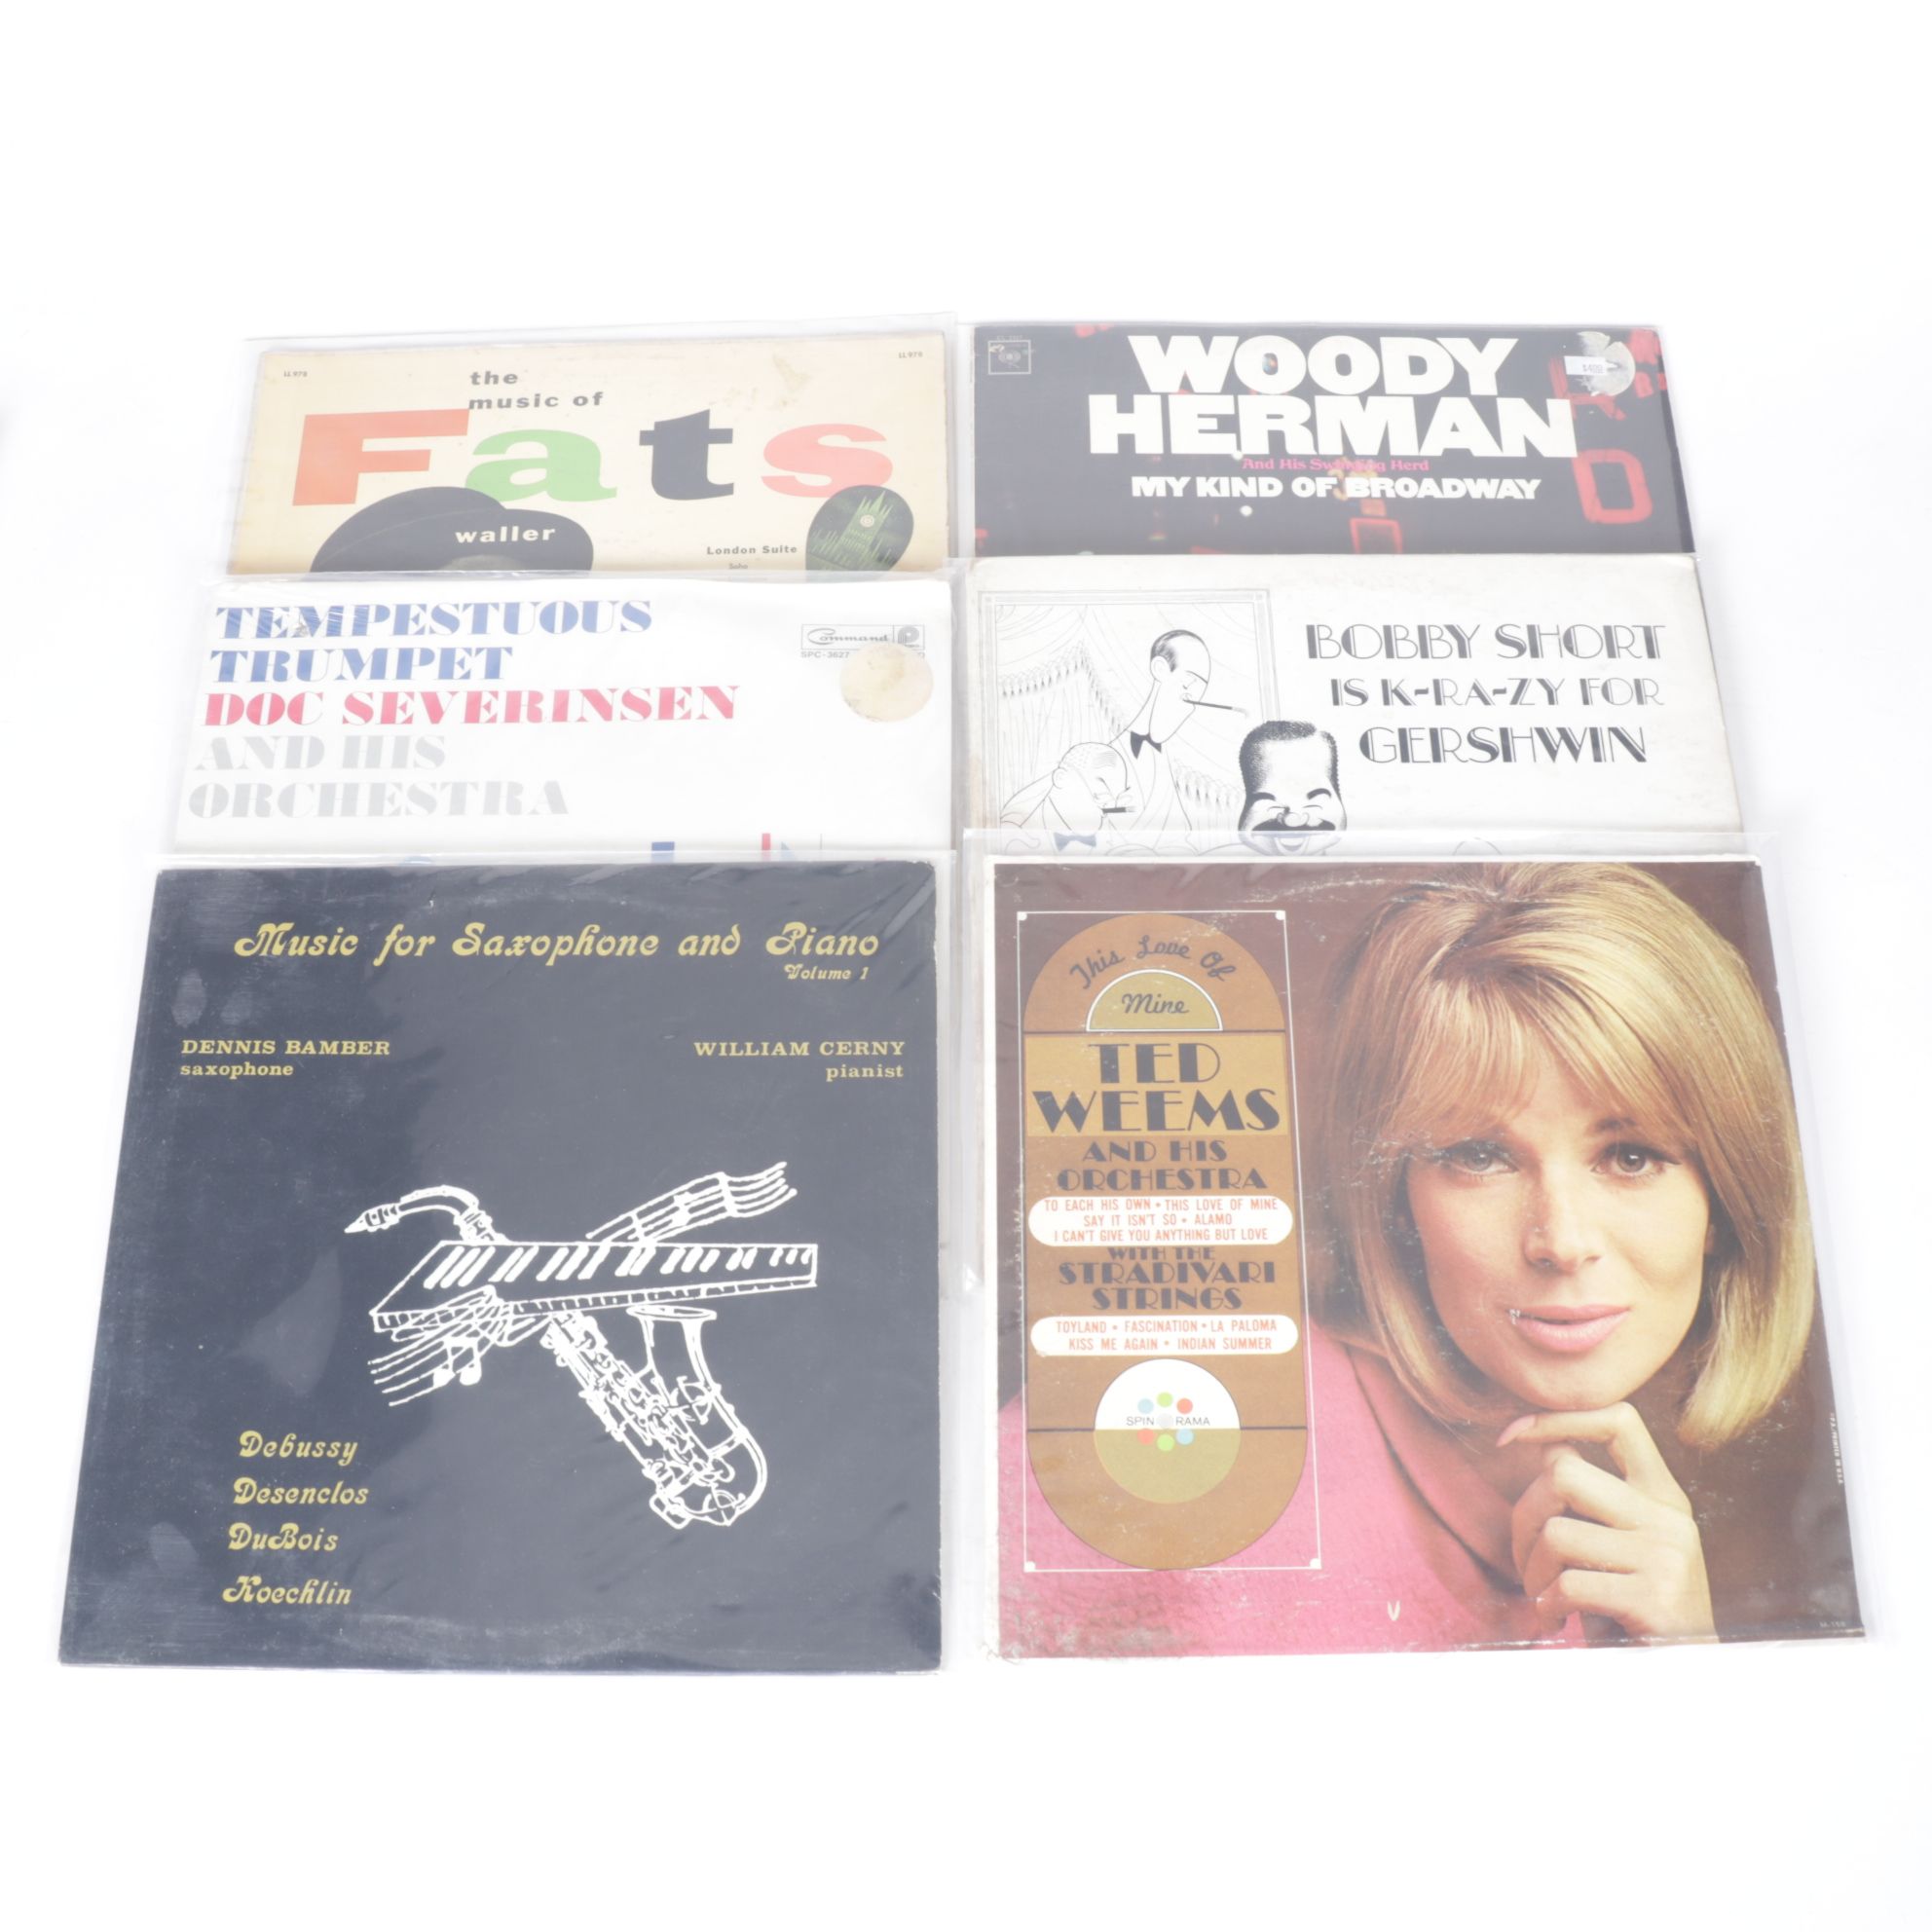 LL 978
LL 978
the
music of
Fats
waller
London Suite
Soho
WOODY
HERMAN
And His Swinging Herd
MY KIND OF BROADWAY
TEMPESTUOUS
TRUMPET
DOC SEVERINSEN
AND HIS
ORCHESTRA
Command
SPC-3627
BOBBY SHORT
IS K-RA-ZY FOR
GERSHWIN
Music for Saxophone and Piano
Volume 1
DENNIS BAMBER
saxophone
WILLIAM CERNY
pianist
Debussy
Desenclos
DuBois
Koechlin
This Love Of
Mine
TED
WEEMS
AND HIS
ORCHESTRA
TO EACH HIS OWN • THIS LOVE OF MINE
SAY IT ISN'T SO • ALAMO
I CAN'T GIVE YOU ANYTHING BUT LOVE
WITH THE
STRADIVARI
STRINGS
TOYLAND • FASCINATION • LA PALOMA
KISS ME AGAIN • INDIAN SUMMER
SPIN RAMA